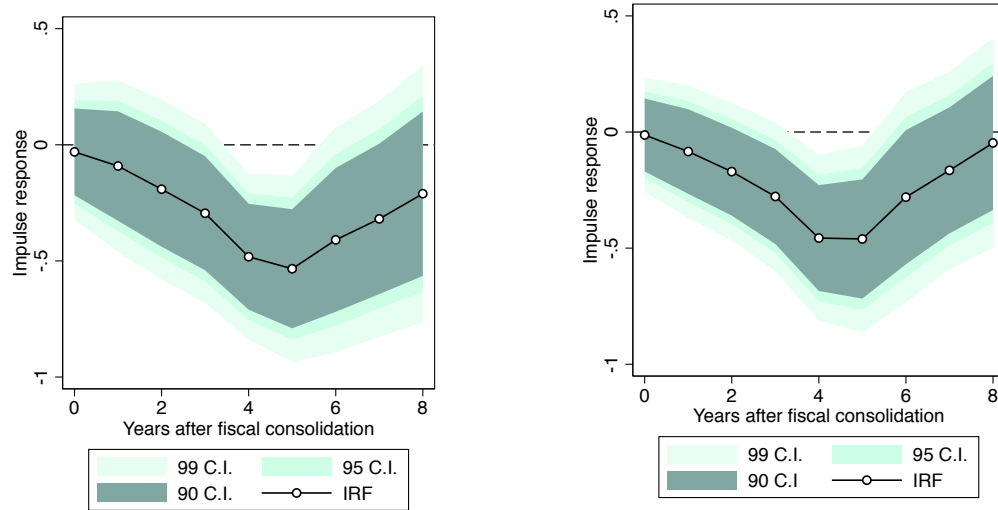 .5
0
-.5
-1
Impulse response
0 2 4 6 8
Years after fiscal consolidation
99 C.I. 95 C.I.
90 C.I IRF
.5
0
-.5
-1
Impulse response
0 2 4 6 8
Years after fiscal consolidation
99 C.I. 95 C.I.
90 C.I IRF